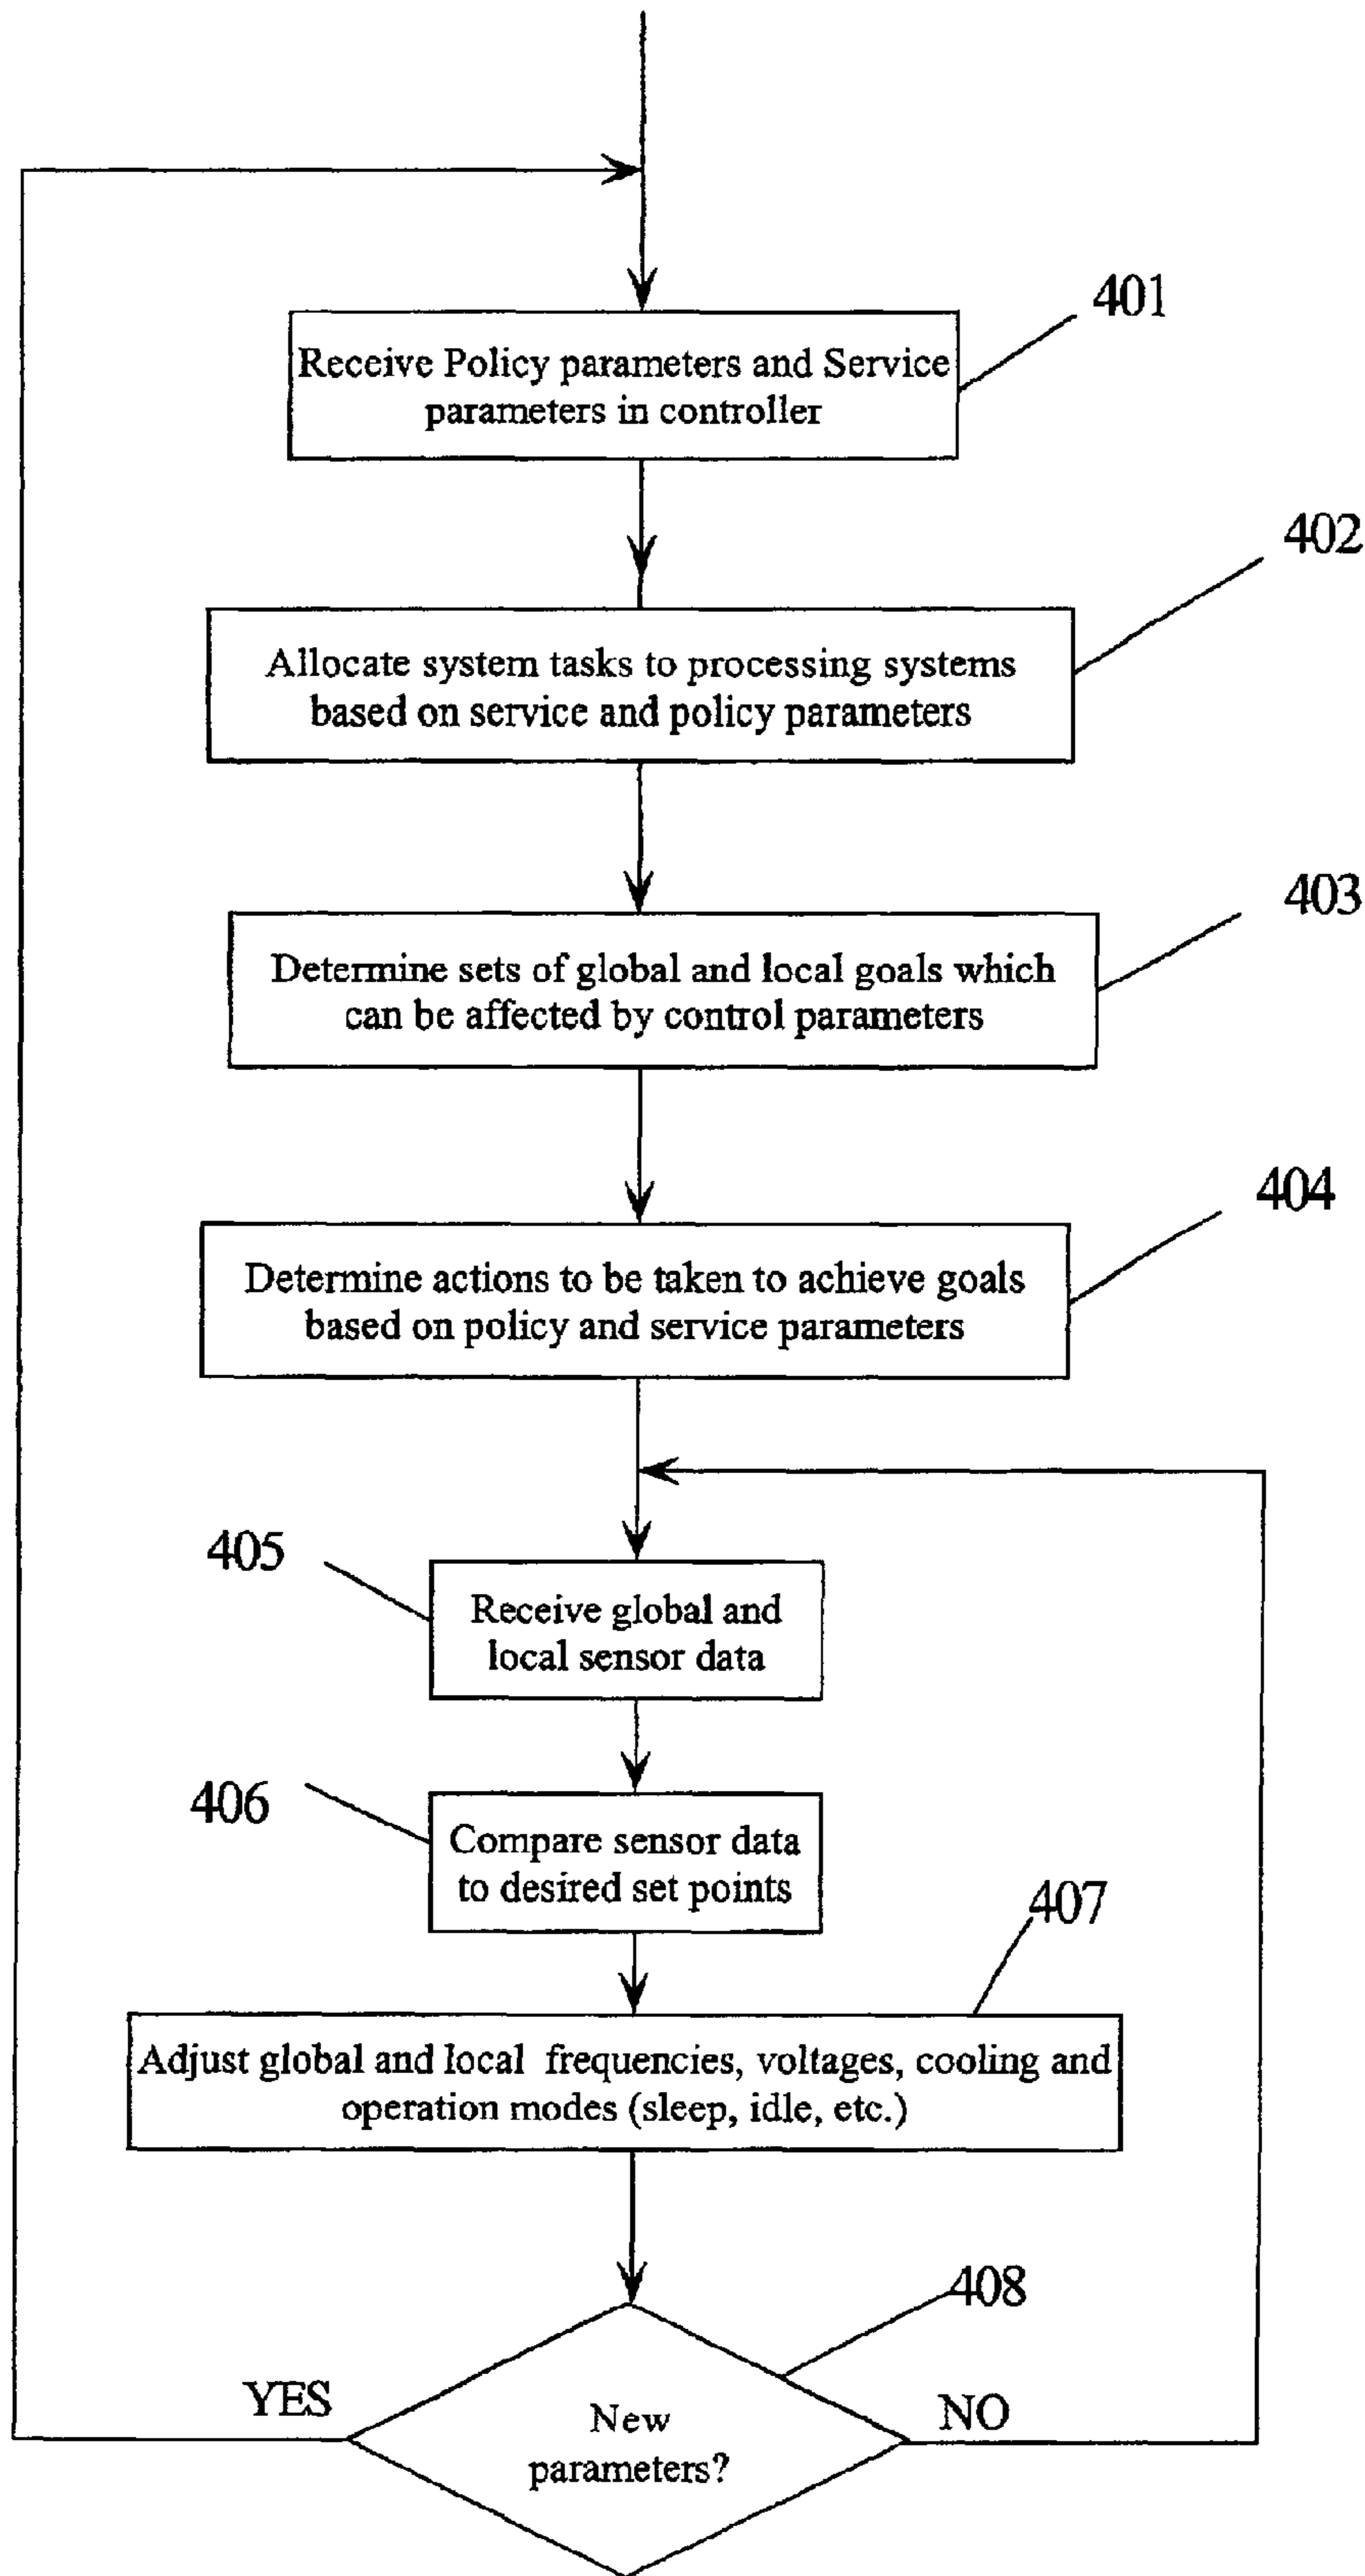 401
Receive Policy parameters and Service
parameters in controller
402
Allocate system tasks to processing systems
based on service and policy parameters
403
Determine sets of global and local goals which
can be affected by control parameters
404
Determine actions to be taken to achieve goals
based on policy and service parameters
405
Receive global and
local sensor data
406
Compare sensor data
to desired set points
407
Adjust global and local frequencies, voltages, cooling and
operation modes (sleep, idle, etc.)
408
YES
New
parameters?
NO